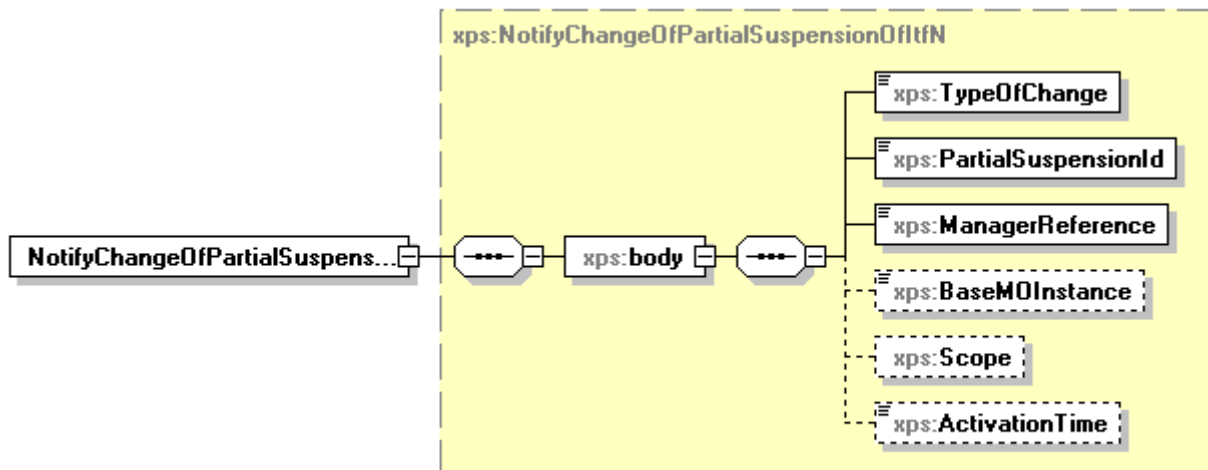 xps:NotifyChangeOfPartialSuspensionOfItfN
xps:TypeOfChange
xps:PartialSuspensionId
xps:ManagerReference
NotifyChangeOfPartialSuspens...
xps:body
xps:BaseMOInstance
xps:Scope
xps:ActivationTime